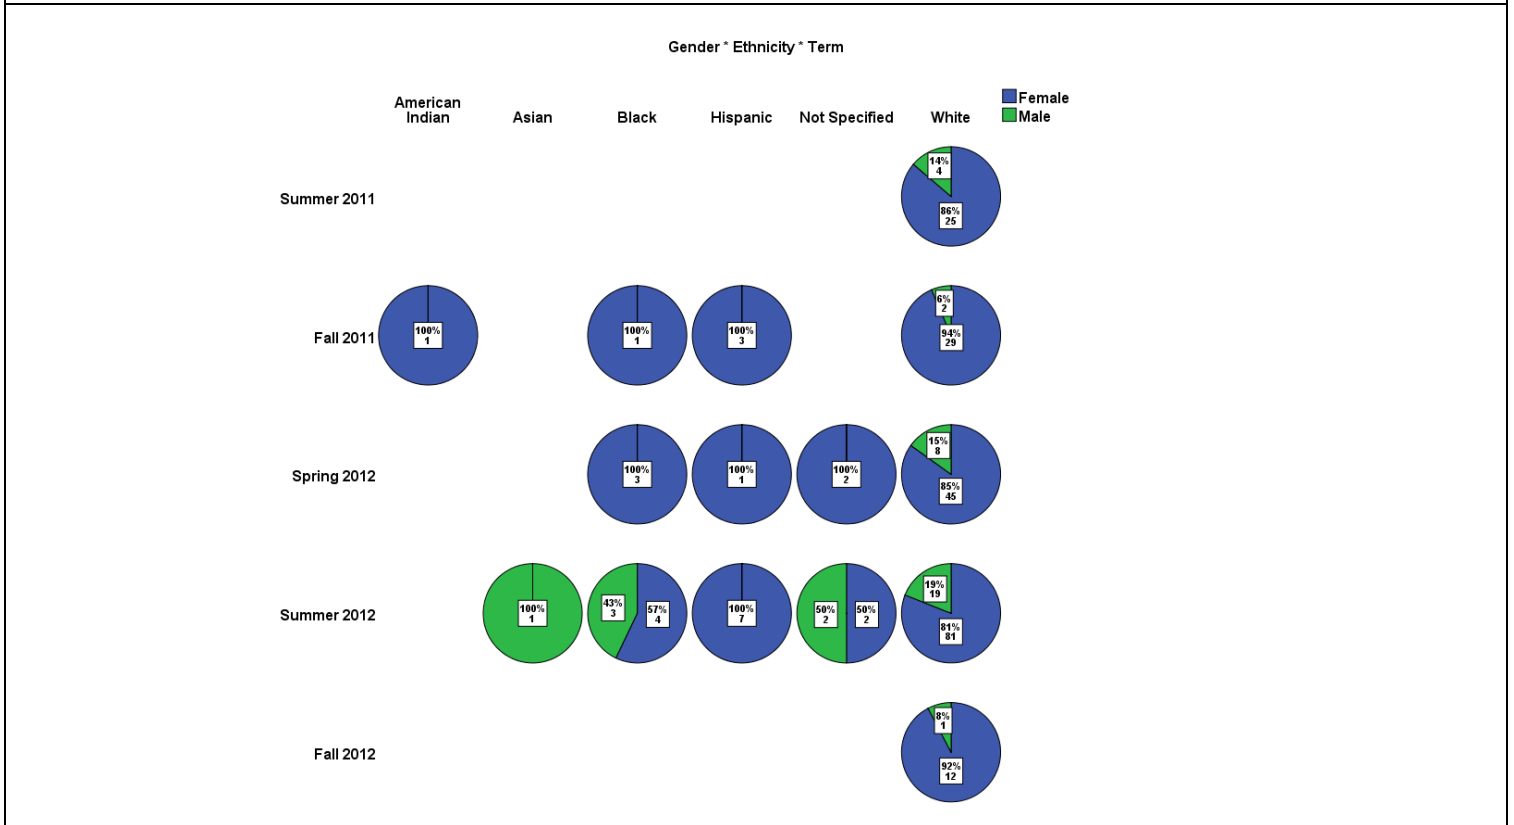 Gender * Ethnicity * Term
American
Indian
Asian
Black
Hispanic
Not Specified
White
Female
Male
Summer 2011
14%
4
86%
25
Fall 2011
100%
1
100%
1
100%
3
6%
2
94%
29
Spring 2012
100%
3
100%
1
100%
2
15%
8
85%
45
Summer 2012
100%
1
43%
3
57%
4
100%
7
50%
2
50%
2
19%
19
81%
81
Fall 2012
8%
1
92%
12